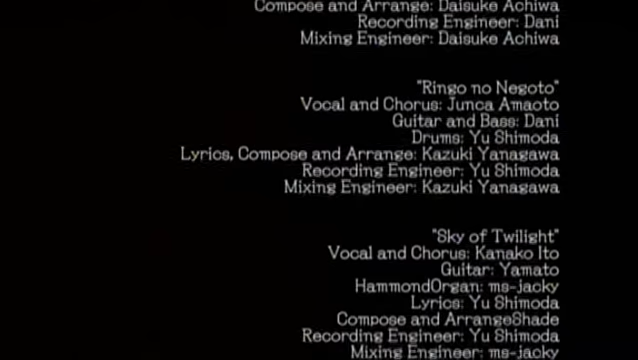 Compose and Arrange: Daisuke Achiwa
Recording Engineer: Dani
Mixing Engineer: Daisuke Achiwa
"Ringo no Negoto"
Vocal and Chorus: Junca Amaoto
Guitar and Bass: Dani
Drums: Yu Shimoda
Lyrics, Compose and Arrange: Kazuki Yanagawa
Recording Engineer: Yu Shimoda
Mixing Engineer: Kazuki Yanagawa
"Sky of Twilight"
Vocal and Chorus: Kanako Ito
Guitar: Yamato
HammondOrgan: ms-jacky
Lyrics: Yu Shimoda
Compose and ArrangeShade
Recording Engineer: Yu Shimoda
Mixing Engineer: ms-jacky